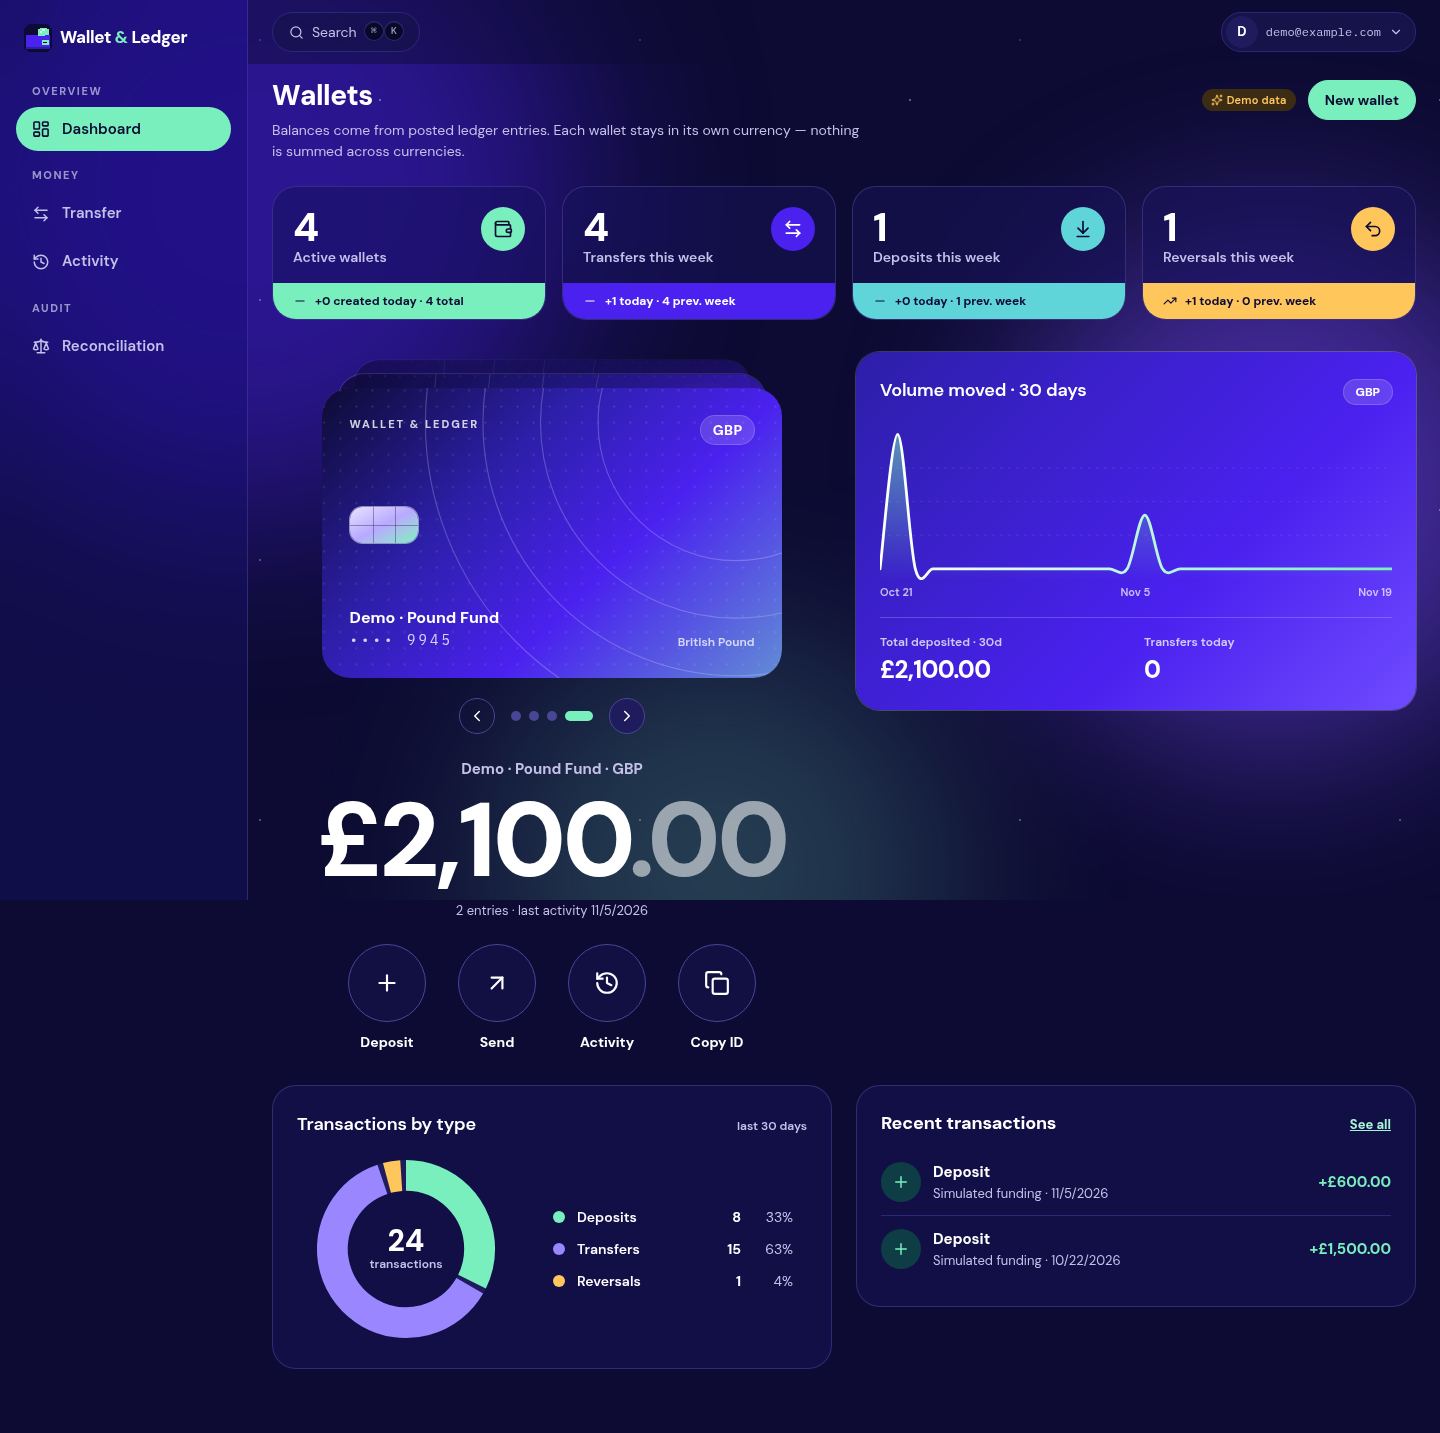 Wallet & Ledger
Search ⌘ K
D demo@example.com
OVERVIEW
Dashboard
MONEY
Transfer
Activity
AUDIT
Reconciliation
Wallets
Demo data
New wallet
Balances come from posted ledger entries. Each wallet stays in its own currency — nothing
is summed across currencies.
4
Active wallets
+0 created today · 4 total
4
Transfers this week
+1 today · 4 prev. week
1
Deposits this week
+0 today · 1 prev. week
1
Reversals this week
+1 today · 0 prev. week
WALLET & LEDGER
GBP
Demo · Pound Fund
•••• 9945
British Pound
Demo · Pound Fund · GBP
£2,100.00
2 entries · last activity 11/5/2026
Deposit
Send
Activity
Copy ID
Volume moved · 30 days
GBP
Oct 21 Nov 5 Nov 19
Total deposited · 30d
£2,100.00
Transfers today
0
Transactions by type
last 30 days
24
transactions
Deposits 8 33%
Transfers 15 63%
Reversals 1 4%
Recent transactions
See all
Deposit
Simulated funding · 11/5/2026
+£600.00
Deposit
Simulated funding · 10/22/2026
+£1,500.00